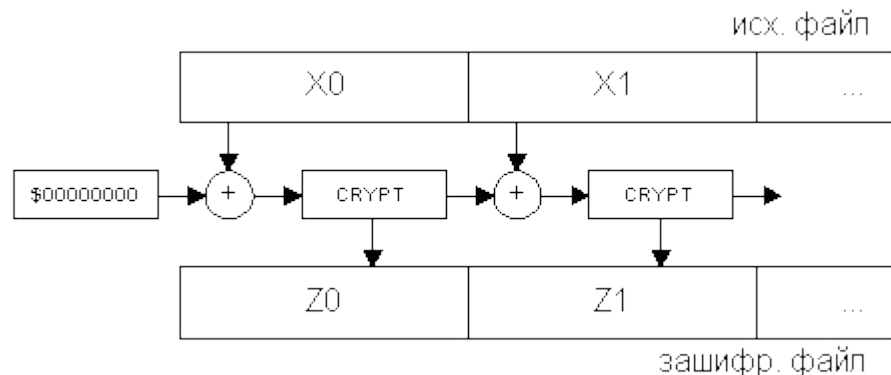 исх. файл
X0 X1 ...
$00000000 + CRYPT + CRYPT
Z0 Z1 ...
зашифр. файл